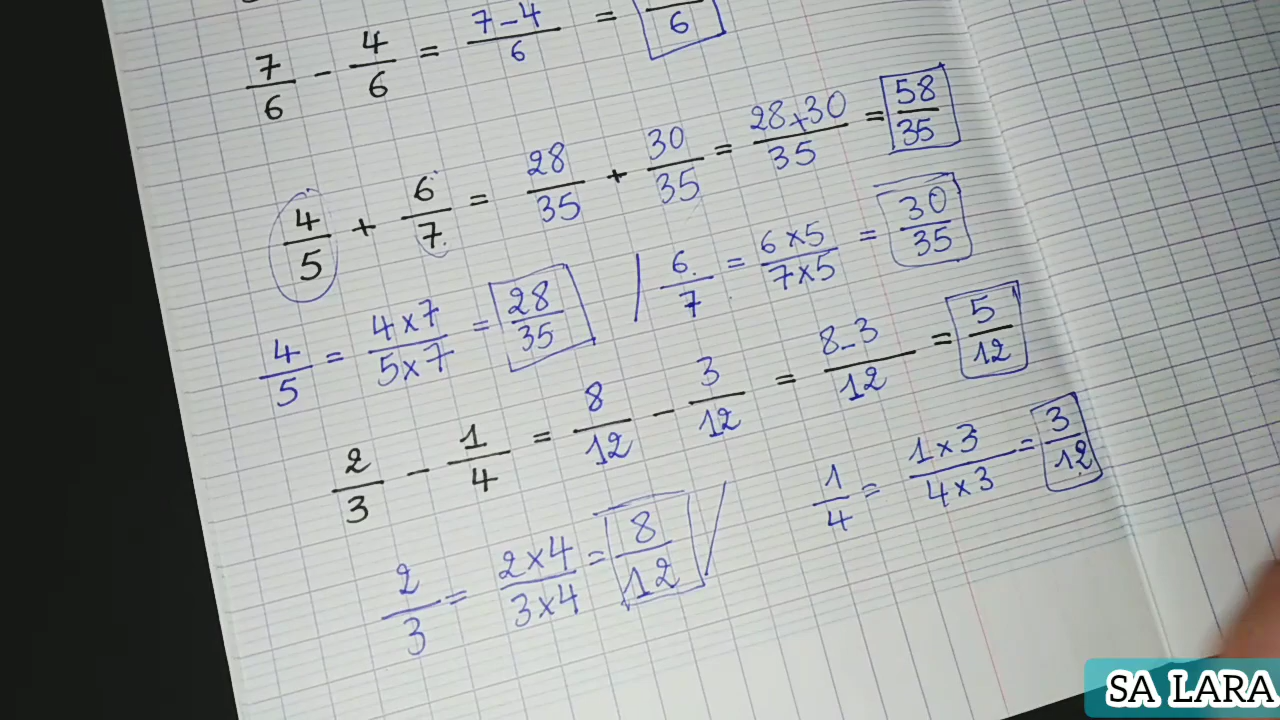 7/6 - 4/6 = 7-4/6 = /6
4/5 + 6/7 = 28/35 + 30/35 = 28+30/35 = 58/35
4/5 = 4×7/5×7 = 28/35 / 6/7 = 6×5/7×5 = 30/35
2/3 - 1/4 = 8/12 - 3/12 = 8-3/12 = 5/12
2/3 = 2×4/3×4 = 8/12 / 1/4 = 1×3/4×3 = 3/12
SA LARA